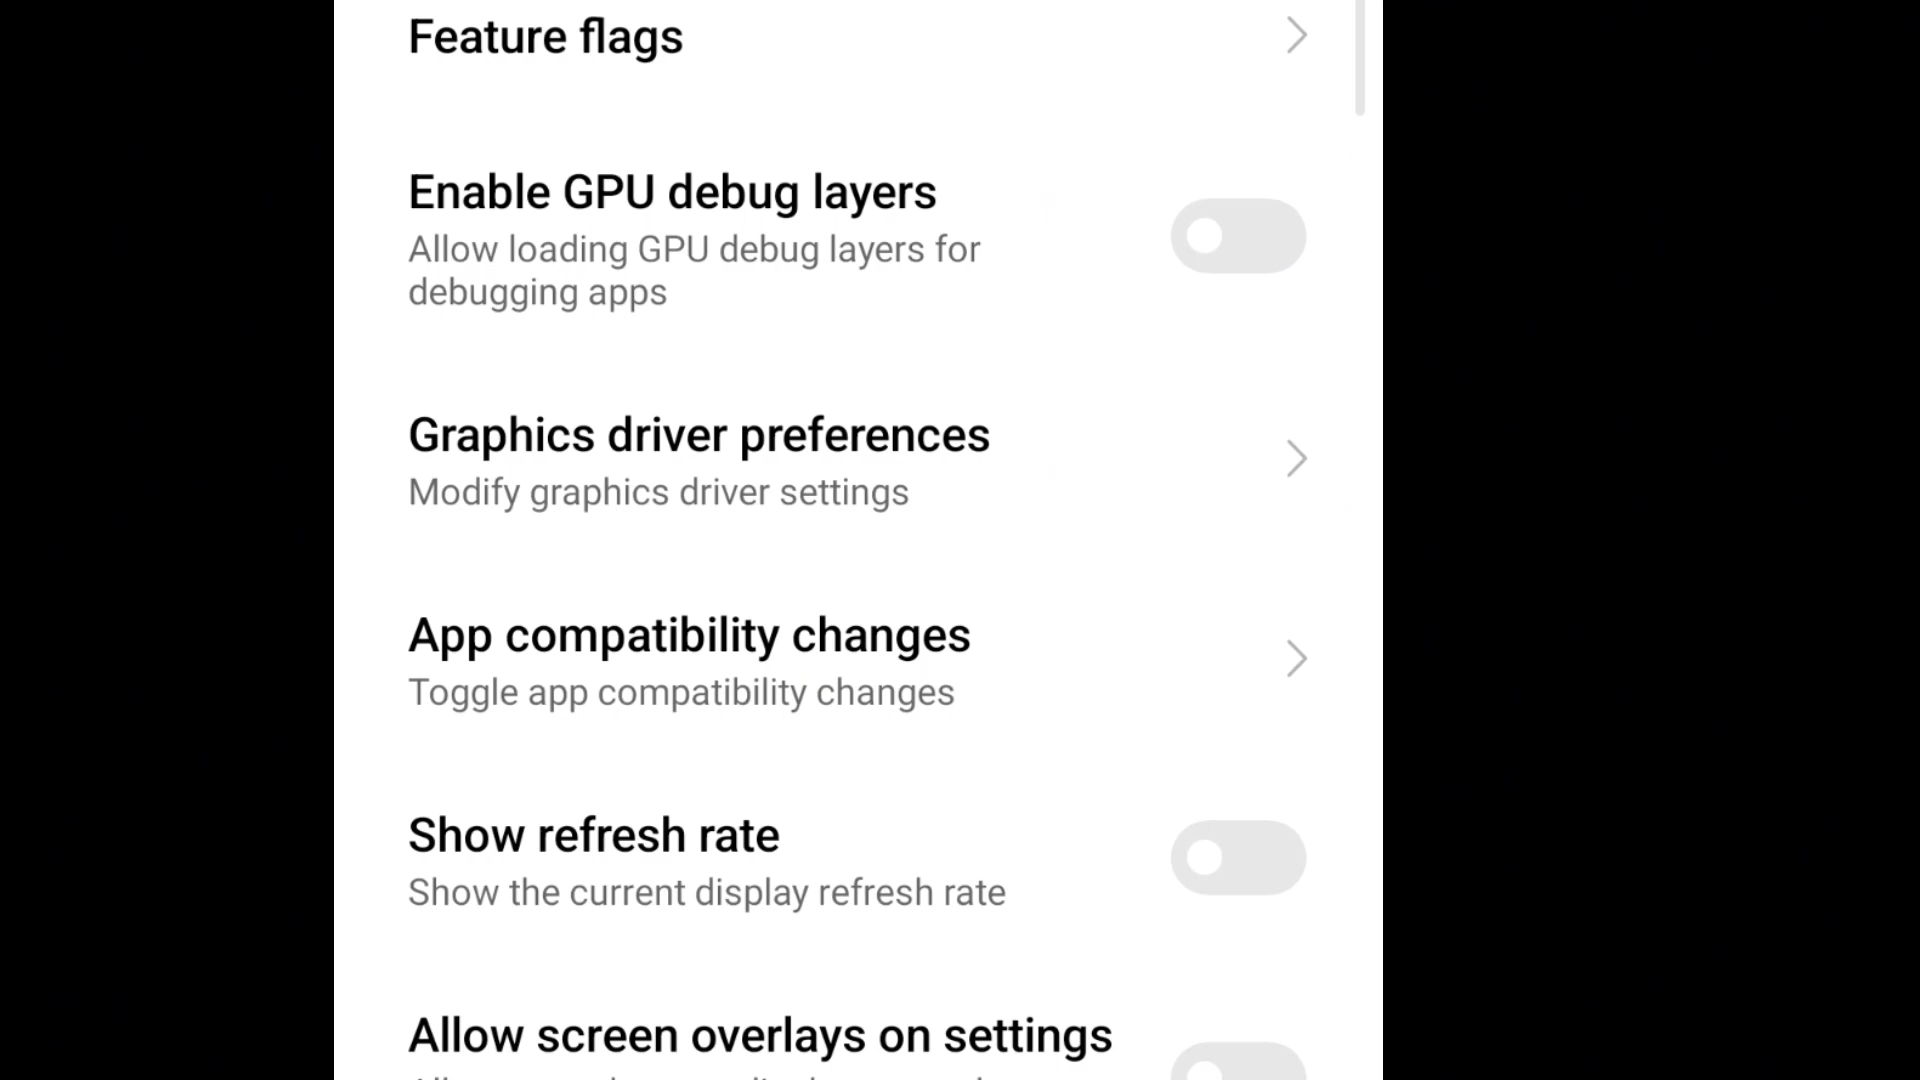 Feature flags
Enable GPU debug layers
Allow loading GPU debug layers for
debugging apps
Graphics driver preferences
Modify graphics driver settings
App compatibility changes
Toggle app compatibility changes
Show refresh rate
Show the current display refresh rate
Allow screen overlays on settings